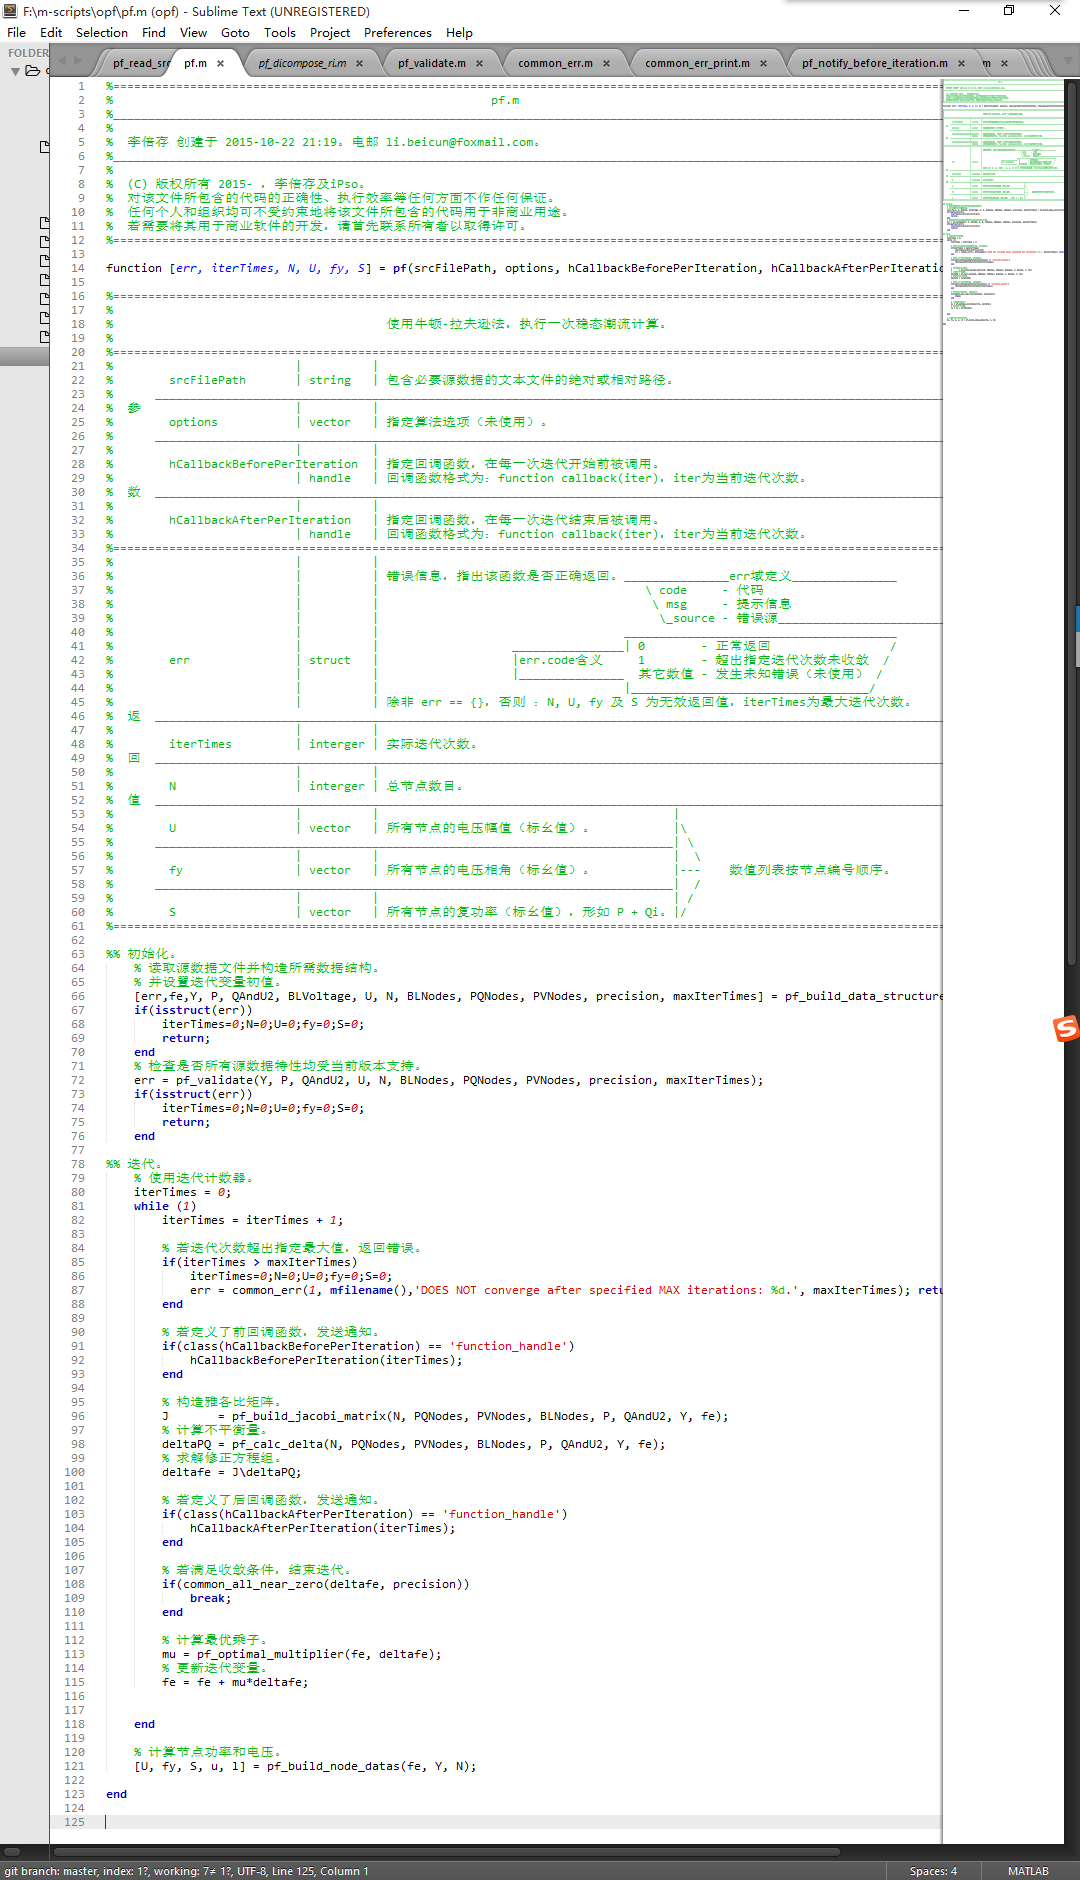 F:\m-scripts\opf\pf.m (opf) - Sublime Text (UNREGISTERED)
File Edit Selection Find View Goto Tools Project Preferences Help
FOLDER
pf_read_src pf.m × pf_dicompose_ri.m × pf_validate.m × common_err.m × common_err_print.m × pf_notify_before_iteration.m × m ×
1 %==========
2 % pf.m
3 %__________
4 %
5 % 李倍存 创建于 2015-10-22 21:19。电邮 li.beicun@foxmail.com。
6 %__________
7 %
8 % (C) 版权所有 2015- , 李倍存及iPso。
9 % 对该文件所包含的代码的正确性、执行效率等任何方面不作任何保证。
10 % 任何个人和组织均可不受约束地将该文件所包含的代码用于非商业用途。
11 % 若需要将其用于商业软件的开发，请首先联系所有者以取得许可。
12 %==========
13
14 function [err, iterTimes, N, U, fy, S] = pf(srcFilePath, options, hCallbackBeforePerIteration, hCallbackAfterPerIteratio
15
16 %==========
17 %
18 % 使用牛顿-拉夫逊法，执行一次稳态潮流计算。
19 %
20 %==========
21 % | |
22 % srcFilePath | string | 包含必要源数据的文本文件的绝对或相对路径。
23 % __________
24 % 参 | |
25 % options | vector | 指定算法选项（未使用）。
26 % __________
27 % | |
28 % hCallbackBeforePerIteration | 指定回调函数，在每一次迭代开始前被调用。
29 % | handle | 回调函数格式为：function callback(iter)，iter为当前迭代次数。
30 % 数 __________
31 % | |
32 % hCallbackAfterPerIteration | 指定回调函数，在每一次迭代结束后被调用。
33 % | handle | 回调函数格式为：function callback(iter)，iter为当前迭代次数。
34 %==========
35 % | |
36 % | | 错误信息，指出该函数是否正确返回。_______________err域定义_______________
37 % | | \ code - 代码
38 % | | \ msg - 提示信息
39 % | | \_source - 错误源__________
40 % | | __________
41 % | | ________________| 0 - 正常返回 /
42 % err | struct | |err.code含义 1 - 超出指定迭代次数未收敛 /
43 % | | |_______________ 其它数值 - 发生未知错误（未使用） /
44 % | | |__________/
45 % | | 除非 err == {}，否则 : N, U, fy 及 S 为无效返回值，iterTimes为最大迭代次数。
46 % 返 __________
47 % | |
48 % iterTimes | interger | 实际迭代次数。
49 % 回 __________
50 % | |
51 % N | interger | 总节点数目。
52 % 值 __________
53 % | | |
54 % U | vector | 所有节点的电压幅值（标幺值）。 |\
55 % __________| \
56 % | | | \
57 % fy | vector | 所有节点的电压相角（标幺值）。 |--- 数值列表按节点编号顺序。
58 % __________| /
59 % | | | /
60 % S | vector | 所有节点的复功率（标幺值），形如 P + Qi。 |/
61 %==========
62
63 %% 初始化。
64 % 读取源数据文件并构造所需数据结构。
65 % 并设置迭代变量初值。
66 [err,fe,Y, P, QAndU2, BLVoltage, U, N, BLNodes, PQNodes, PVNodes, precision, maxIterTimes] = pf_build_data_structure
67 if(isstruct(err))
68 iterTimes=0;N=0;U=0;fy=0;S=0;
69 return;
70 end
71 % 检查是否所有源数据特性均受当前版本支持。
72 err = pf_validate(Y, P, QAndU2, U, N, BLNodes, PQNodes, PVNodes, precision, maxIterTimes);
73 if(isstruct(err))
74 iterTimes=0;N=0;U=0;fy=0;S=0;
75 return;
76 end
77
78 %% 迭代。
79 % 使用迭代计数器。
80 iterTimes = 0;
81 while (1)
82 iterTimes = iterTimes + 1;
83
84 % 若迭代次数超出指定最大值，返回错误。
85 if(iterTimes > maxIterTimes)
86 iterTimes=0;N=0;U=0;fy=0;S=0;
87 err = common_err(1, mfilename(),'DOES NOT converge after specified MAX iterations: %d.', maxIterTimes); retu
88 end
89
90 % 若定义了前回调函数，发送通知。
91 if(class(hCallbackBeforePerIteration) == 'function_handle')
92 hCallbackBeforePerIteration(iterTimes);
93 end
94
95 % 构造雅各比矩阵。
96 J = pf_build_jacobi_matrix(N, PQNodes, PVNodes, BLNodes, P, QAndU2, Y, fe);
97 % 计算不平衡量。
98 deltaPQ = pf_calc_delta(N, PQNodes, PVNodes, BLNodes, P, QAndU2, Y, fe);
99 % 求解修正方程组。
100 deltafe = J\deltaPQ;
101
102 % 若定义了后回调函数，发送通知。
103 if(class(hCallbackAfterPerIteration) == 'function_handle')
104 hCallbackAfterPerIteration(iterTimes);
105 end
106
107 % 若满足收敛条件，结束迭代。
108 if(common_all_near_zero(deltafe, precision))
109 break;
110 end
111
112 % 计算最优乘子。
113 mu = pf_optimal_multiplier(fe, deltafe);
114 % 更新迭代变量。
115 fe = fe + mu*deltafe;
116
117
118 end
119
120 % 计算节点功率和电压。
121 [U, fy, S, u, l] = pf_build_node_datas(fe, Y, N);
122
123 end
124
125
git branch: master, index: 1?, working: 7≠ 1?, UTF-8, Line 125, Column 1 Spaces: 4 MATLAB